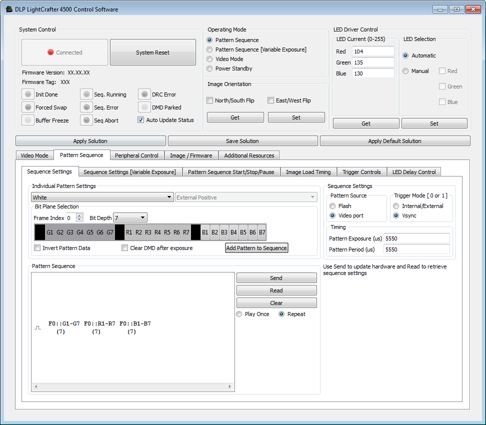 DLP LightCrafter 4500 Control Software
System Control
Connected
System Reset
Firmware Version: XX.XX.XX
Firmware Tag: XXX
Init Done
Seq. Running
DRC Error
Forced Swap
Seq. Error
DMD Parked
Buffer Freeze
Seq Abort
Auto Update Status
Operating Mode
Pattern Sequence
Pattern Sequence [Variable Exposure]
Video Mode
Power Standby
Image Orientation
North/South Flip
East/West Flip
Get
Set
LED Driver Control
LED Current (0-255)
Red 104
Green 135
Blue 130
LED Selection
Automatic
Manual
Red
Green
Blue
Get
Set
Apply Solution
Save Solution
Apply Default Solution
Video Mode
Pattern Sequence
Peripheral Control
Image / Firmware
Additional Resources
Sequence Settings
Sequence Settings [Variable Exposure]
Pattern Sequence Start/Stop/Pause
Image Load Timing
Trigger Controls
LED Delay Control
Individual Pattern Settings
White
External Positive
Bit Plane Selection
Frame Index 0
Bit Depth 7
G1 G2 G3 G4 G5 G6 G7 R1 R2 R3 R4 R5 R6 R7 B1 B2 B3 B4 B5 B6 B7
Invert Pattern Data
Clear DMD after exposure
Add Pattern to Sequence
Sequence Settings
Pattern Source
Flash
Video port
Trigger Mode [ 0 or 1 ]
Internal/External
Vsync
Timing
Pattern Exposure (us) 5550
Pattern Period (us) 5550
Pattern Sequence
F0::G1-G7 F0::R1-R7 F0::B1-B7
(7) (7) (7)
Send
Read
Clear
Play Once
Repeat
Use Send to update hardware and Read to retrieve
sequence settings